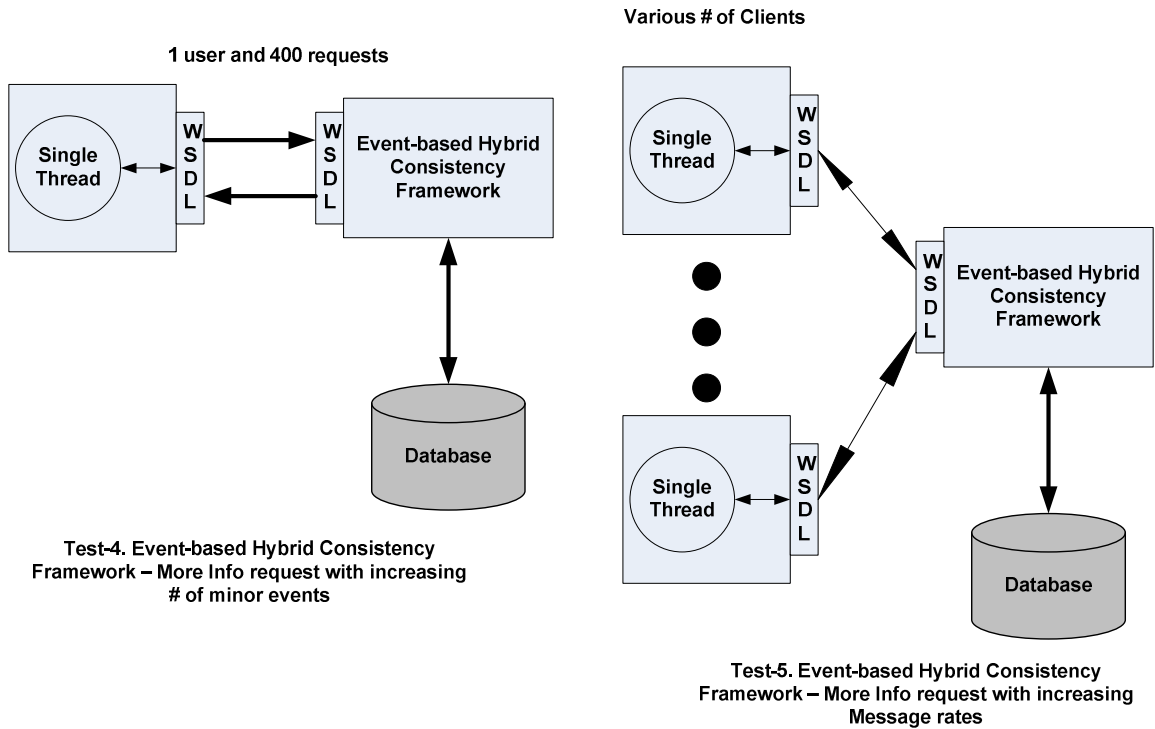 1 user and 400 requests
Single
Thread
W
S
D
L
W
S
D
L
Event-based Hybrid
Consistency
Framework
Database
Test-4. Event-based Hybrid Consistency
Framework – More Info request with increasing
# of minor events
Various # of Clients
Single
Thread
W
S
D
L
Single
Thread
W
S
D
L
W
S
D
L
Event-based Hybrid
Consistency
Framework
Database
Test-5. Event-based Hybrid Consistency
Framework – More Info request with increasing
Message rates